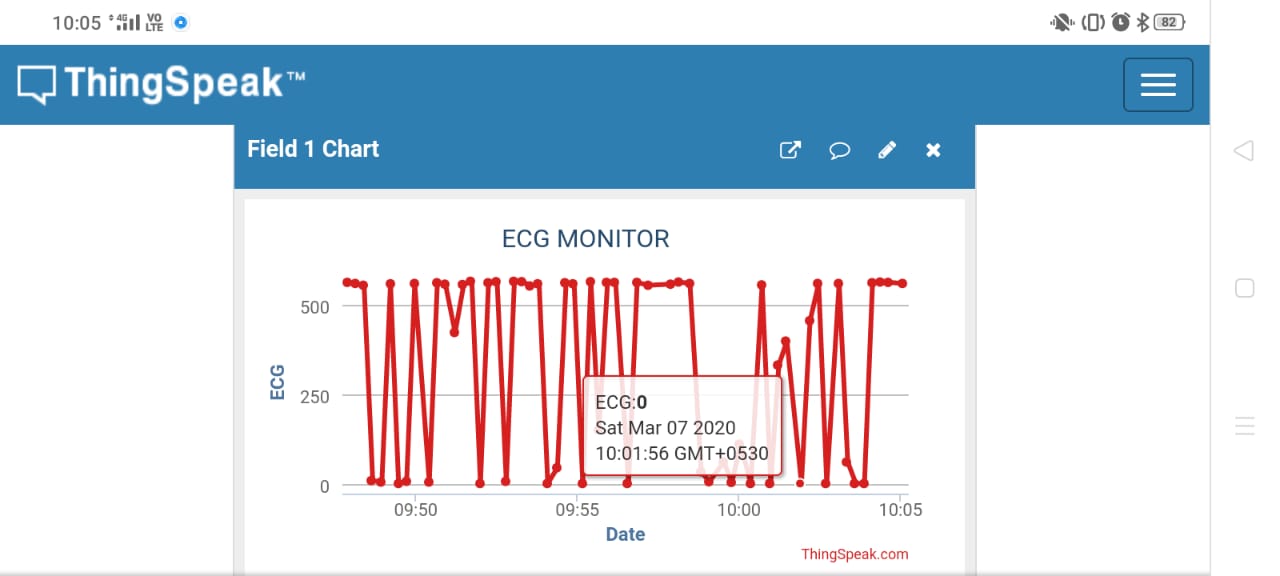 10:05 4G VO LTE 82
ThingSpeak™
Field 1 Chart
ECG MONITOR
500
250
0
ECG
ECG:0
Sat Mar 07 2020
10:01:56 GMT+0530
09:50 09:55 10:00 10:05
Date
ThingSpeak.com